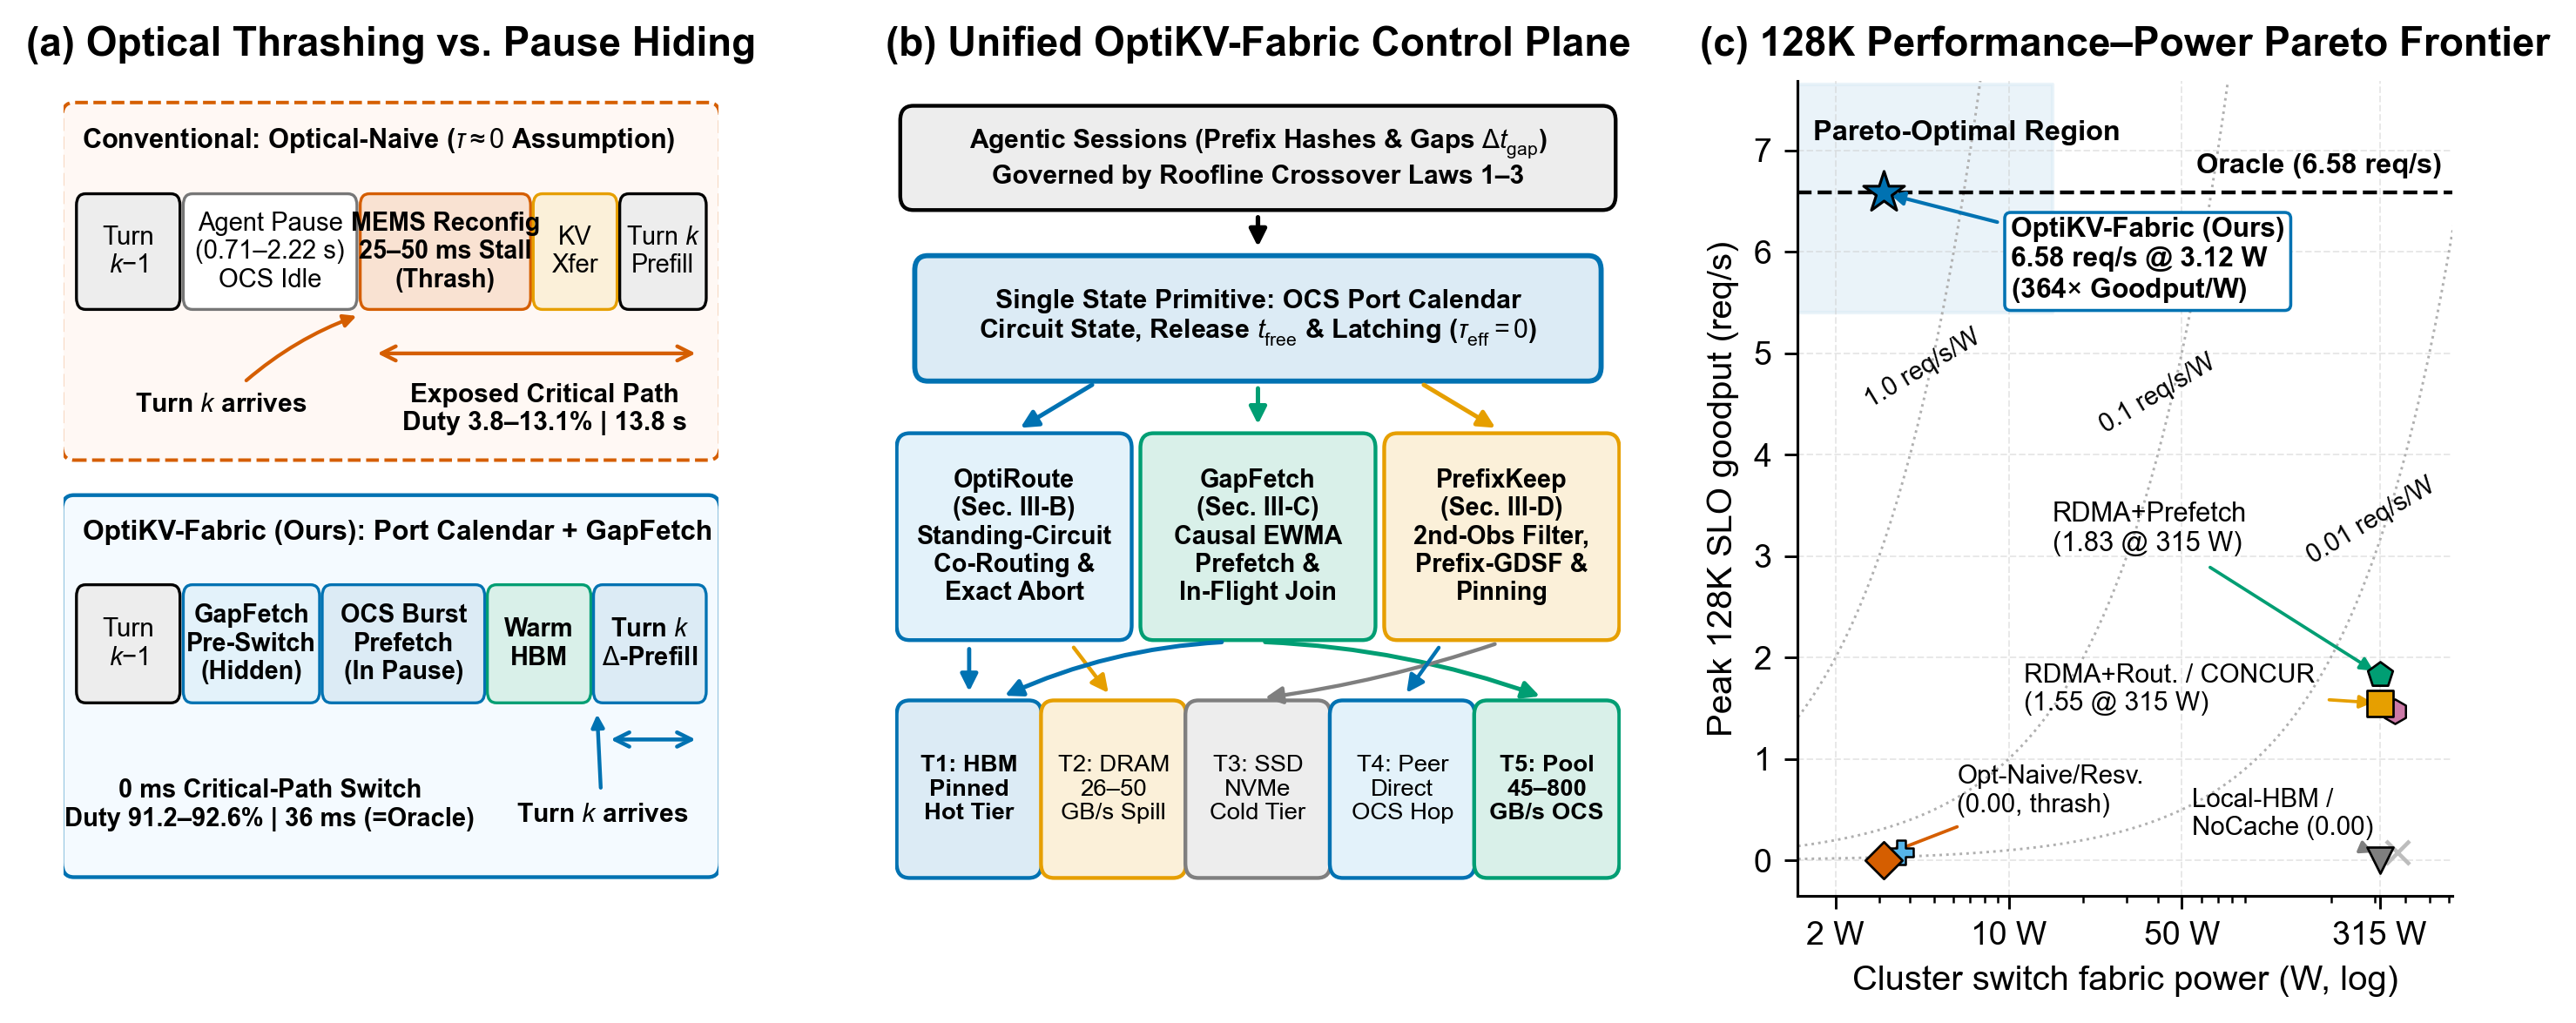 (a) Optical Thrashing vs. Pause Hiding
Conventional: Optical-Naive (τ ≈ 0 Assumption)
Turn
k−1
Agent Pause
(0.71–2.22 s)
OCS Idle
MEMS Reconfig
25–50 ms Stall
(Thrash)
KV
Xfer
Turn k
Prefill
Turn k arrives
Exposed Critical Path
Duty 3.8–13.1% | 13.8 s
OptiKV-Fabric (Ours): Port Calendar + GapFetch
Turn
k−1
GapFetch
Pre-Switch
(Hidden)
OCS Burst
Prefetch
(In Pause)
Warm
HBM
Turn k
Δ-Prefill
0 ms Critical-Path Switch
Duty 91.2–92.6% | 36 ms (=Oracle)
Turn k arrives
(b) Unified OptiKV-Fabric Control Plane
Agentic Sessions (Prefix Hashes & Gaps Δt_gap)
Governed by Roofline Crossover Laws 1–3
Single State Primitive: OCS Port Calendar
Circuit State, Release t_free & Latching (τ_eff = 0)
OptiRoute
(Sec. III-B)
Standing-Circuit
Co-Routing &
Exact Abort
GapFetch
(Sec. III-C)
Causal EWMA
Prefetch &
In-Flight Join
PrefixKeep
(Sec. III-D)
2nd-Obs Filter,
Prefix-GDSF &
Pinning
T1: HBM
Pinned
Hot Tier
T2: DRAM
26–50
GB/s Spill
T3: SSD
NVMe
Cold Tier
T4: Peer
Direct
OCS Hop
T5: Pool
45–800
GB/s OCS
(c) 128K Performance–Power Pareto Frontier
Peak 128K SLO goodput (req/s)
7
6
5
4
3
2
1
0
Pareto-Optimal Region
Oracle (6.58 req/s)
OptiKV-Fabric (Ours)
6.58 req/s @ 3.12 W
(364× Goodput/W)
1.0 req/s/W
0.1 req/s/W
0.01 req/s/W
RDMA+Prefetch
(1.83 @ 315 W)
RDMA+Rout. / CONCUR
(1.55 @ 315 W)
Opt-Naive/Resv.
(0.00, thrash)
Local-HBM /
NoCache (0.00)
2 W
10 W
50 W
315 W
Cluster switch fabric power (W, log)